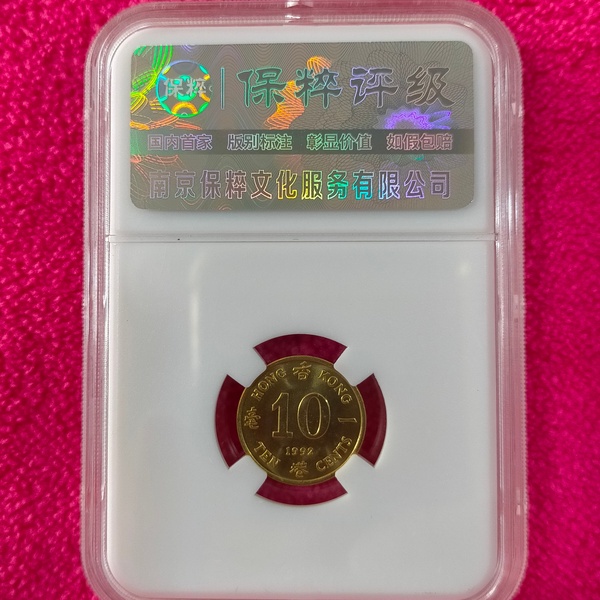 保粹 保粹评级
国内首家 版别标注 彰显价值 如假包赔
南京保粹文化服务有限公司
HONG 香 KONG
毫 10 一
1992
TEN 港 CENTS